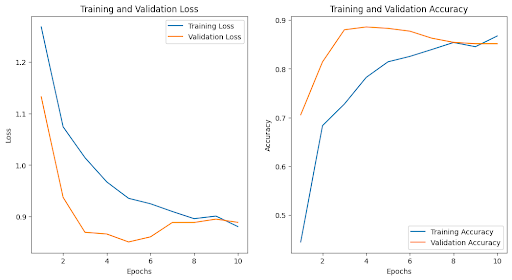 Training and Validation Loss
Training Loss
Validation Loss
1.2
1.1
1.0
0.9
Loss
2
4
6
8
10
Epochs
Training and Validation Accuracy
0.9
0.8
0.7
0.6
0.5
Accuracy
Training Accuracy
Validation Accuracy
2
4
6
8
10
Epochs